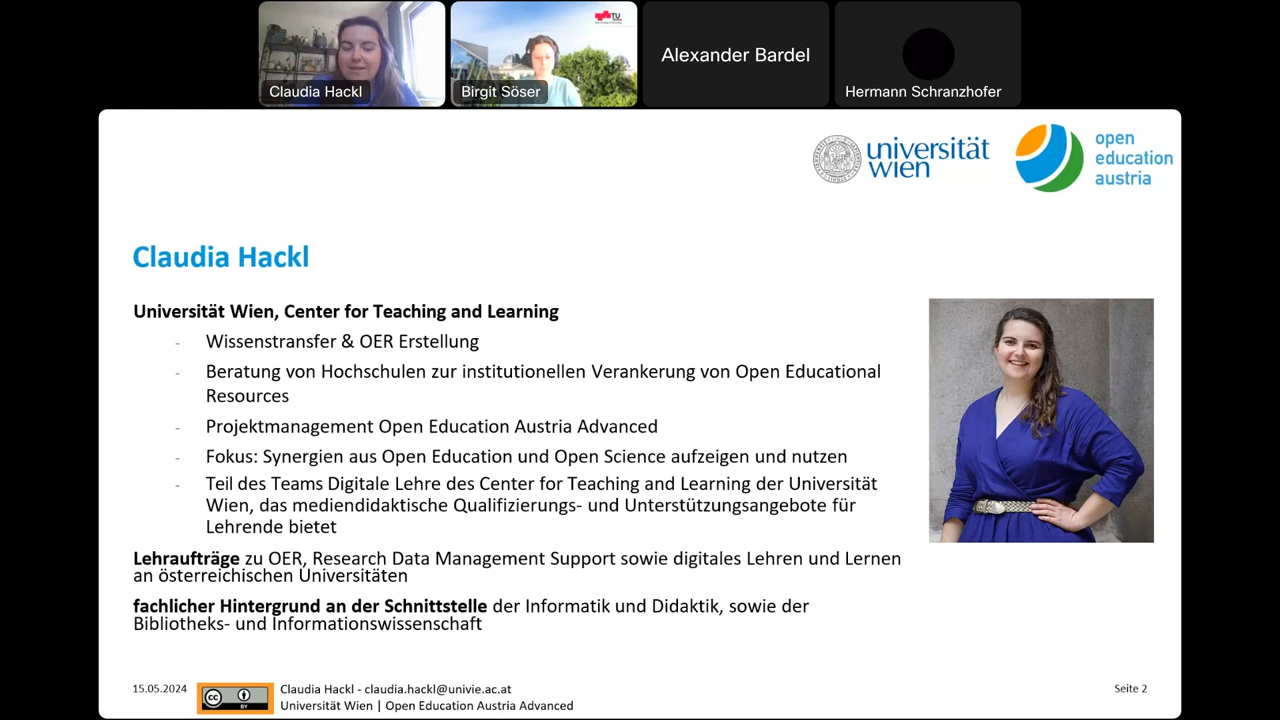 TU
Claudia Hackl
Birgit Söser
Alexander Bardel
Hermann Schranzhofer
universität
wien
open
education
austria
Claudia Hackl
Universität Wien, Center for Teaching and Learning
- Wissenstransfer & OER Erstellung
- Beratung von Hochschulen zur institutionellen Verankerung von Open Educational
Resources
- Projektmanagement Open Education Austria Advanced
- Fokus: Synergien aus Open Education und Open Science aufzeigen und nutzen
- Teil des Teams Digitale Lehre des Center for Teaching and Learning der Universität
Wien, das mediendidaktische Qualifizierungs- und Unterstützungsangebote für
Lehrende bietet
Lehraufträge zu OER, Research Data Management Support sowie digitales Lehren und Lernen
an österreichischen Universitäten
fachlicher Hintergrund an der Schnittstelle der Informatik und Didaktik, sowie der
Bibliotheks- und Informationswissenschaft
15.05.2024
cc
BY
Claudia Hackl - claudia.hackl@univie.ac.at
Universität Wien | Open Education Austria Advanced
Seite 2